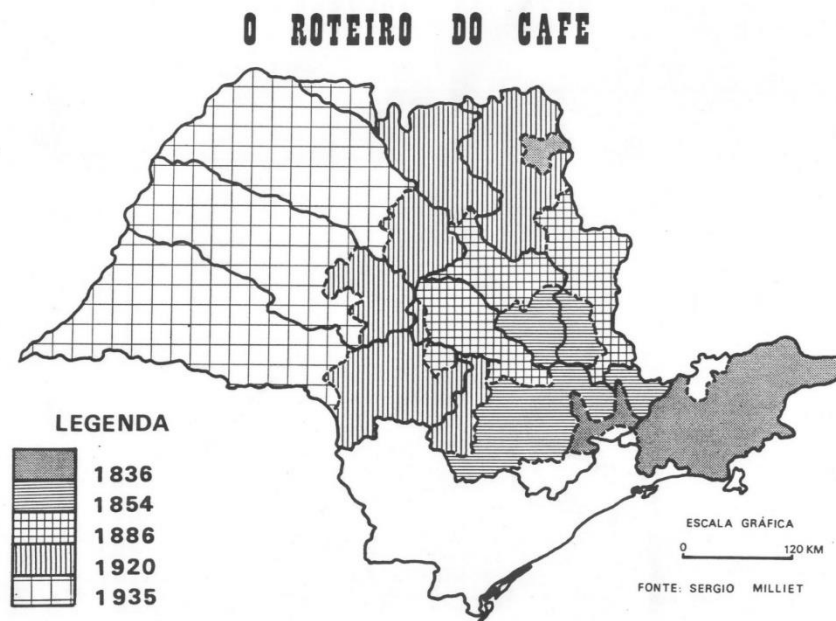 O ROTEIRO DO CAFE
LEGENDA
1836
1854
1886
1920
1935
ESCALA GRÁFICA
0 120 KM
FONTE: SERGIO MILLIET